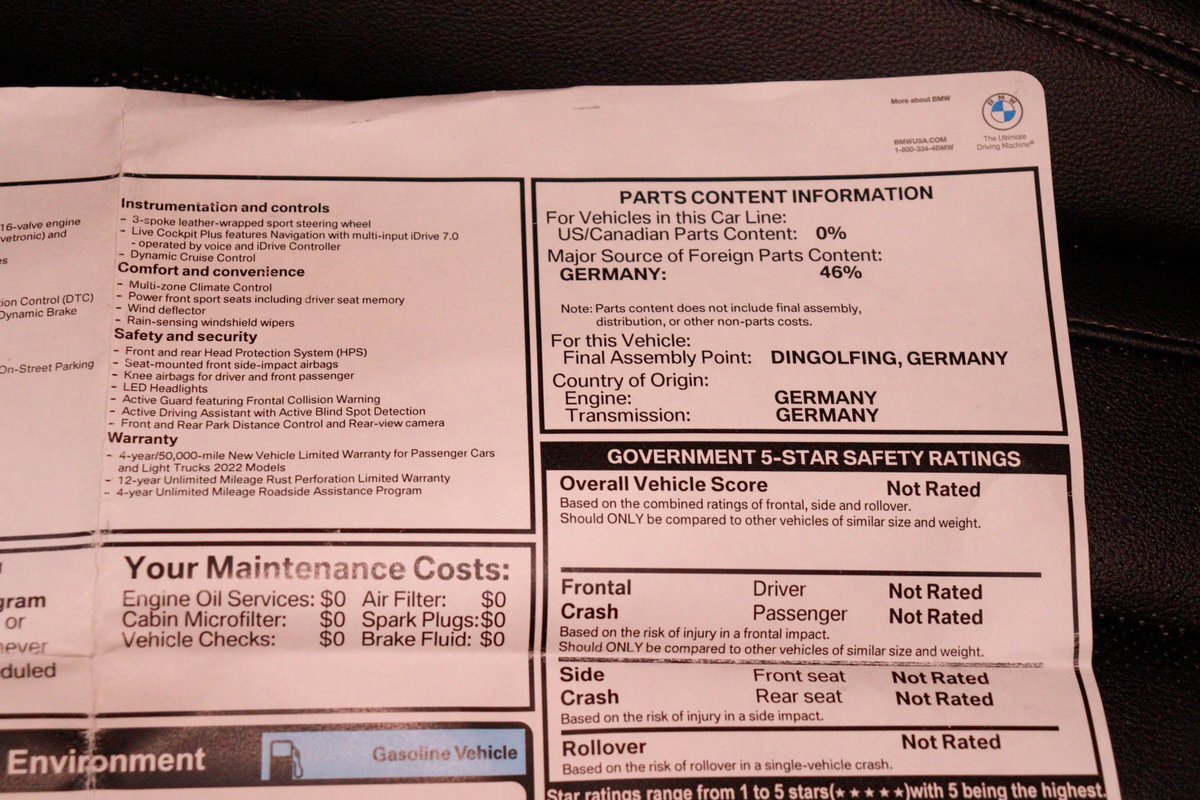 More about BMW
BMW
BMWUSA.COM
1-800-334-4BMW
The Ultimate
Driving Machine®
16-valve engine
vetronic) and
es
tion Control (DTC)
Dynamic Brake
On-Street Parking
Instrumentation and controls
- 3-spoke leather-wrapped sport steering wheel
- Live Cockpit Plus features Navigation with multi-input iDrive 7.0
- operated by voice and iDrive Controller
- Dynamic Cruise Control
Comfort and convenience
- Multi-zone Climate Control
- Power front sport seats including driver seat memory
- Wind deflector
- Rain-sensing windshield wipers
Safety and security
- Front and rear Head Protection System (HPS)
- Seat-mounted front side-impact airbags
- Knee airbags for driver and front passenger
- LED Headlights
- Active Guard featuring Frontal Collision Warning
- Active Driving Assistant with Active Blind Spot Detection
- Front and Rear Park Distance Control and Rear-view camera
Warranty
- 4-year/50,000-mile New Vehicle Limited Warranty for Passenger Cars
and Light Trucks 2022 Models
- 12-year Unlimited Mileage Rust Perforation Limited Warranty
- 4-year Unlimited Mileage Roadside Assistance Program
PARTS CONTENT INFORMATION
For Vehicles in this Car Line:
US/Canadian Parts Content: 0%
Major Source of Foreign Parts Content:
GERMANY: 46%
Note: Parts content does not include final assembly,
distribution, or other non-parts costs.
For this Vehicle:
Final Assembly Point: DINGOLFING, GERMANY
Country of Origin:
Engine: GERMANY
Transmission: GERMANY
gram
or
never
duled
Your Maintenance Costs:
Engine Oil Services: $0 Air Filter: $0
Cabin Microfilter: $0 Spark Plugs: $0
Vehicle Checks: $0 Brake Fluid: $0
GOVERNMENT 5-STAR SAFETY RATINGS
Overall Vehicle Score Not Rated
Based on the combined ratings of frontal, side and rollover.
Should ONLY be compared to other vehicles of similar size and weight.
Frontal Driver Not Rated
Crash Passenger Not Rated
Based on the risk of injury in a frontal impact.
Should ONLY be compared to other vehicles of similar size and weight.
Side Front seat Not Rated
Crash Rear seat Not Rated
Based on the risk of injury in a side impact.
Rollover Not Rated
Based on the risk of rollover in a single-vehicle crash.
Star ratings range from 1 to 5 stars(★★★★★)with 5 being the highest.
Environment
Gasoline Vehicle